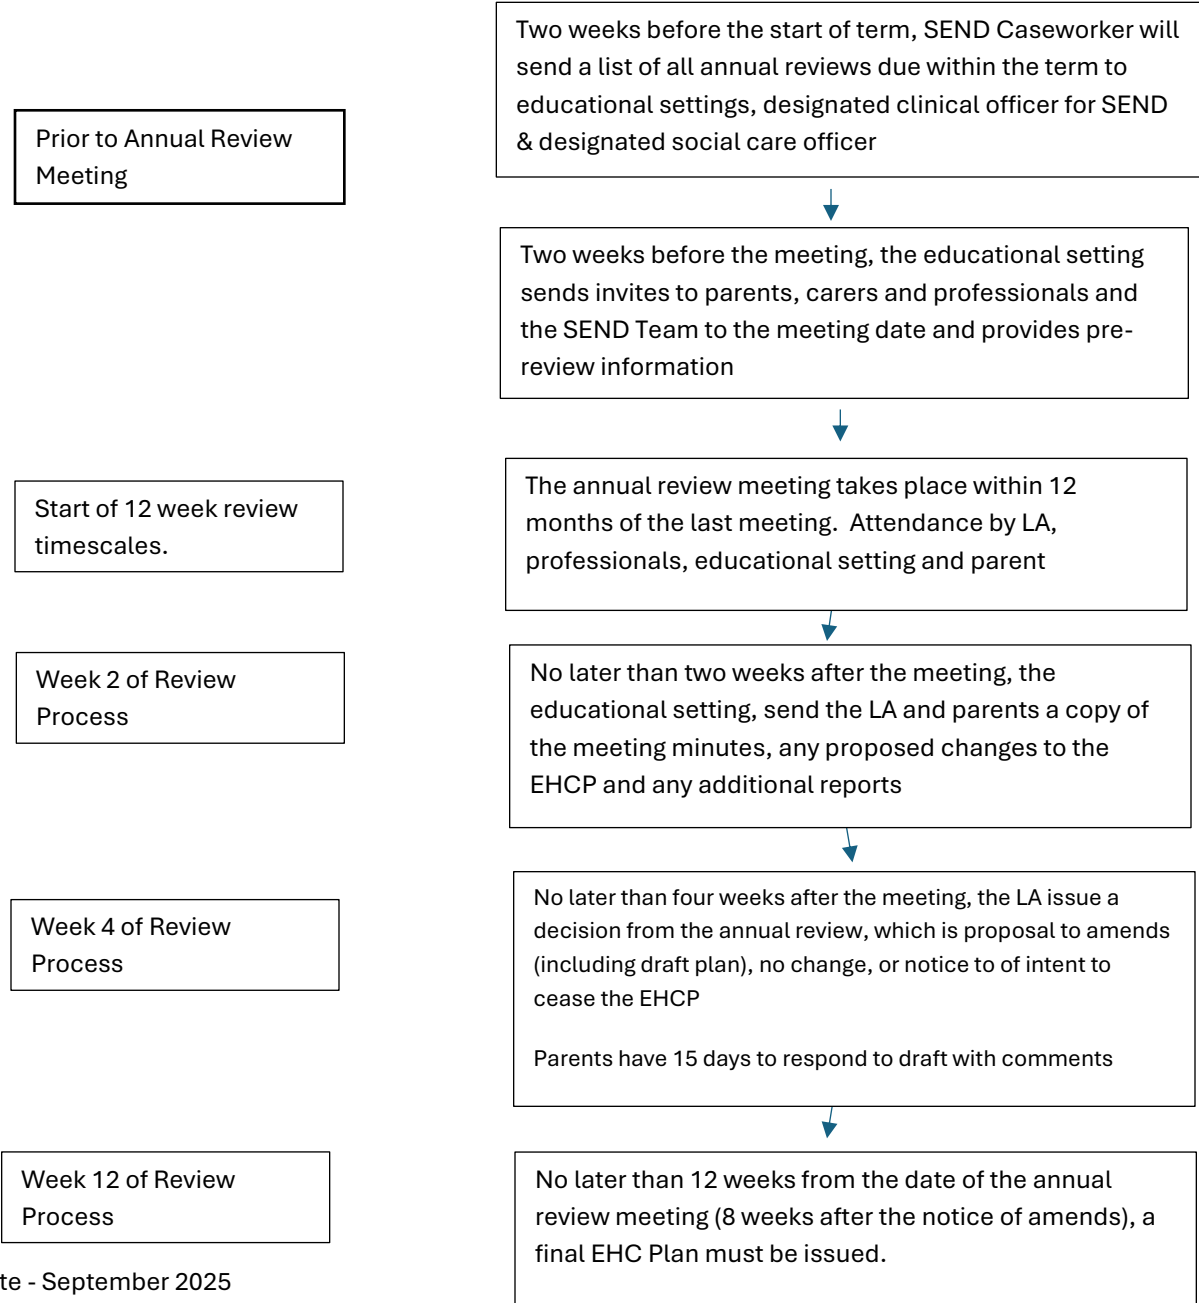 Two weeks before the start of term, SEND Caseworker will
send a list of all annual reviews due within the term to
educational settings, designated clinical officer for SEND
& designated social care officer
Prior to Annual Review
Meeting
Two weeks before the meeting, the educational setting
sends invites to parents, carers and professionals and
the SEND Team to the meeting date and provides pre-
review information
Start of 12 week review
timescales.
The annual review meeting takes place within 12
months of the last meeting.  Attendance by LA,
professionals, educational setting and parent
Week 2 of Review
Process
No later than two weeks after the meeting, the
educational setting, send the LA and parents a copy of
the meeting minutes, any proposed changes to the
EHCP and any additional reports
Week 4 of Review
Process
No later than four weeks after the meeting, the LA issue a
decision from the annual review, which is proposal to amends
(including draft plan), no change, or notice to of intent to
cease the EHCP
Parents have 15 days to respond to draft with comments
Week 12 of Review
Process
No later than 12 weeks from the date of the annual
review meeting (8 weeks after the notice of amends), a
final EHC Plan must be issued.
te - September 2025